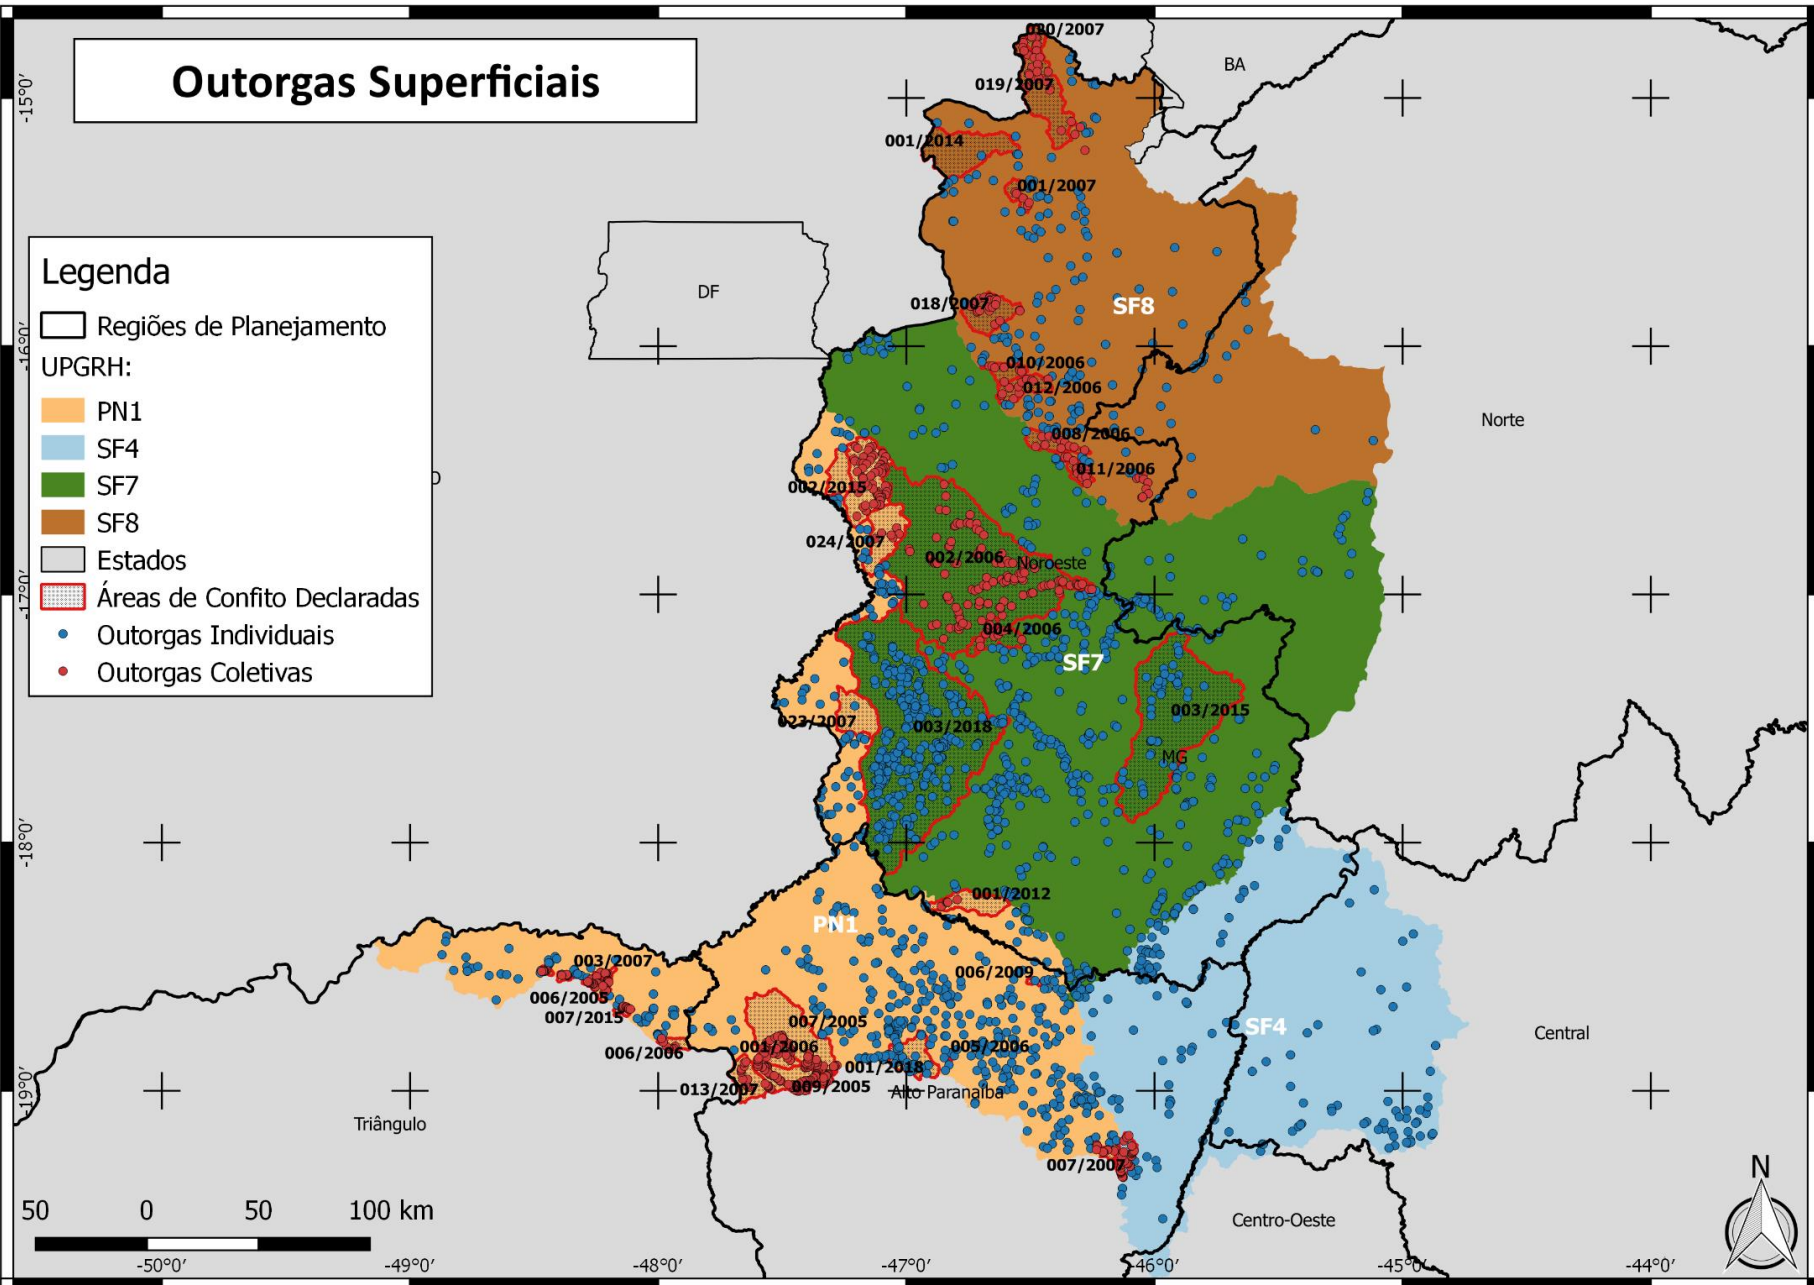 Outorgas Superficiais
020/2007
BA
019/2007
001/2014
001/2007
Legenda
Regiões de Planejamento
UPGRH:
PN1
SF4
SF7
SF8
Estados
Áreas de Confito Declaradas
Outorgas Individuais
Outorgas Coletivas
DF
018/2007
SF8
010/2006
012/2006
Norte
008/2006
011/2006
002/2015
024/2007
002/2006
Noroeste
004/2006
SF7
003/2015
023/2007
003/2018
MG
001/2012
PN1
003/2007
006/2009
006/2005
007/2015
007/2005
SF4
Central
006/2006
001/2006
005/2006
001/2018
013/2007
009/2005
Alto Paranaíba
Triângulo
007/2007
Centro-Oeste
N
50 0 50 100 km
-50°0′ -49°0′ -48°0′ -47°0′ -46°0′ -45°0′ -44°0′
-15°0′
-16°0′
-17°0′
-18°0′
-19°0′